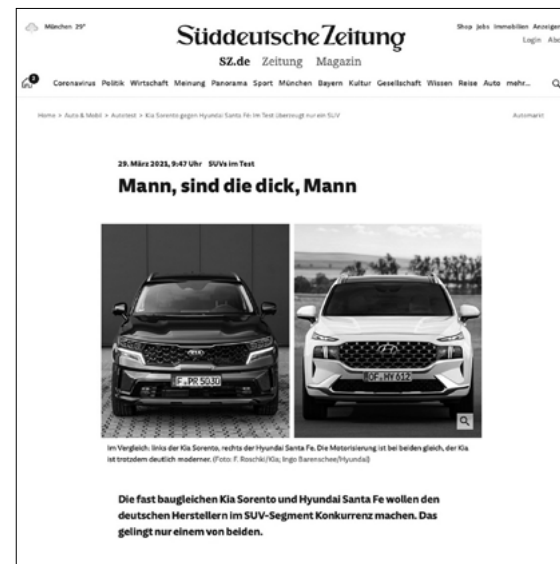 München 29°
Shop Jobs Immobilien Anzeigen
Süddeutsche Zeitung
Login Abo
SZ.de Zeitung Magazin
2
Coronavirus Politik Wirtschaft Meinung Panorama Sport München Bayern Kultur Gesellschaft Wissen Reise Auto mehr...
Home > Auto & Mobil > Autotest > Kia Sorento gegen Hyundai Santa Fe: Im Test überzeugt nur ein SUV
Automarkt
29. März 2021, 9:47 Uhr SUVs im Test
Mann, sind die dick, Mann
KIA
F PR 5030
OF HY 612
Im Vergleich: links der Kia Sorento, rechts der Hyundai Santa Fe. Die Motorisierung ist bei beiden gleich, der Kia
ist trotzdem deutlich moderner. (Foto: F. Roschki/Kia; Ingo Barenschee/Hyundai)
Die fast baugleichen Kia Sorento und Hyundai Santa Fe wollen den
deutschen Herstellern im SUV-Segment Konkurrenz machen. Das
gelingt nur einem von beiden.